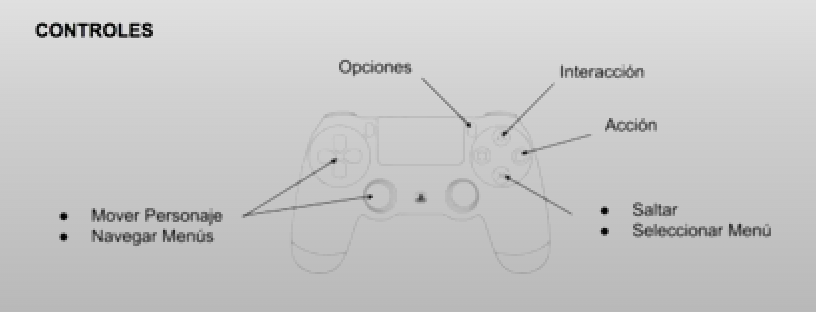 CONTROLES
Opciones
Interacción
Acción
● Mover Personaje
● Navegar Menús
● Saltar
● Seleccionar Menú